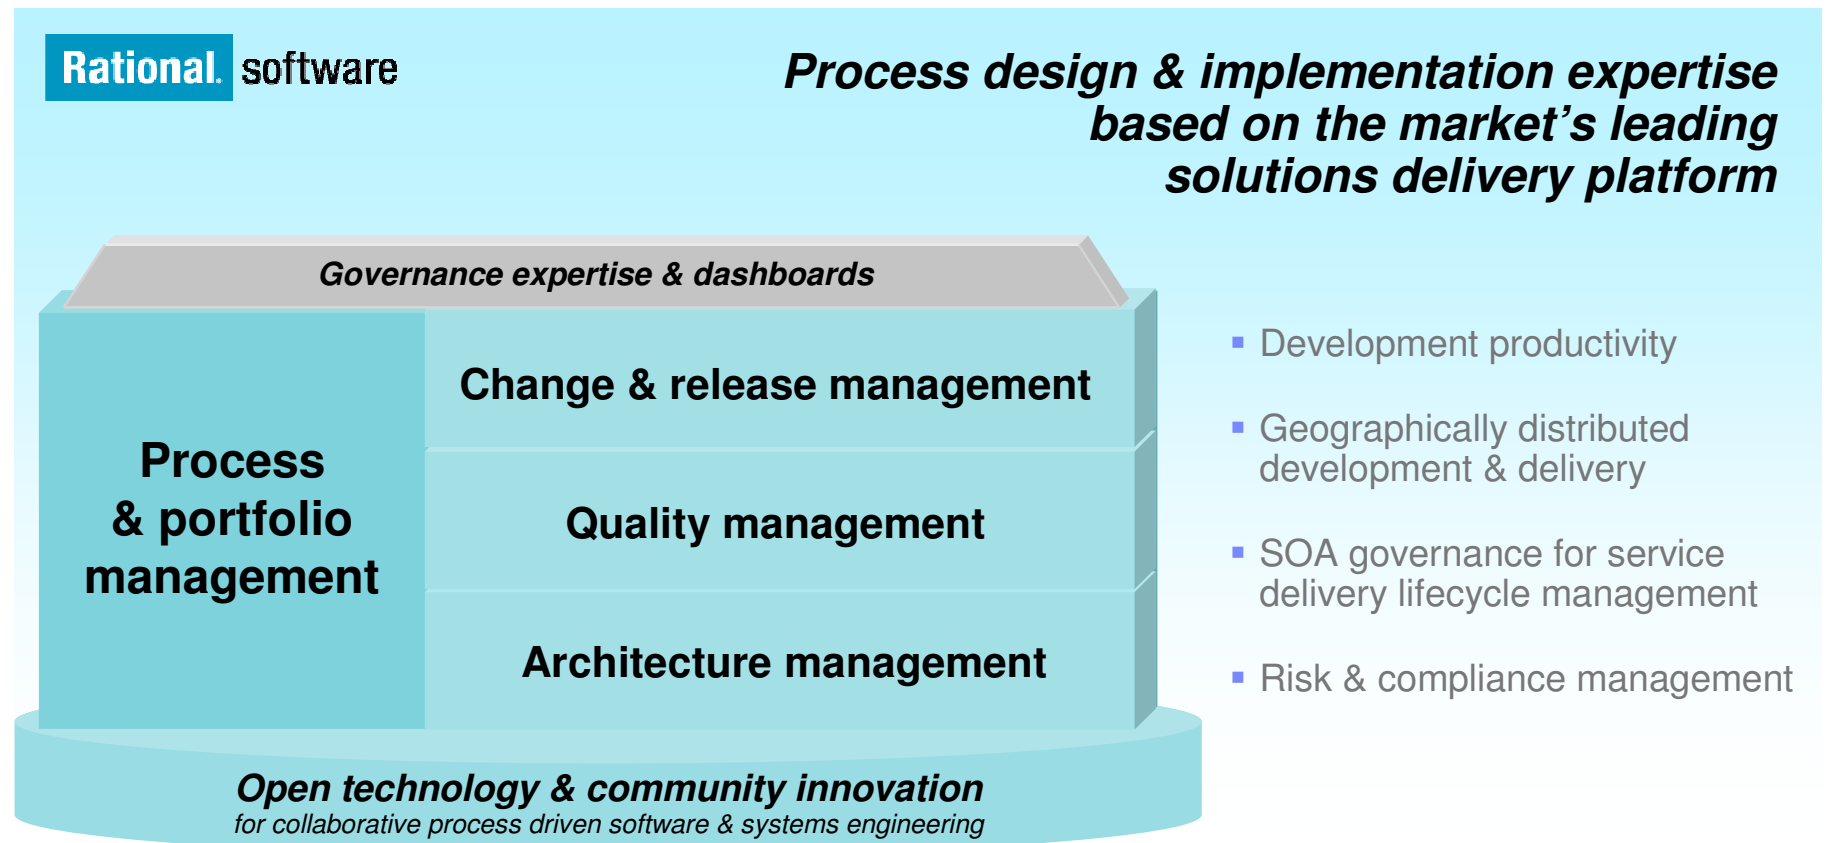 Rational. software
Process design & implementation expertise
based on the market's leading
solutions delivery platform
Governance expertise & dashboards
Process
& portfolio
management
Change & release management
Quality management
Architecture management
Open technology & community innovation
for collaborative process driven software & systems engineering
▪ Development productivity
▪ Geographically distributed
development & delivery
▪ SOA governance for service
delivery lifecycle management
▪ Risk & compliance management